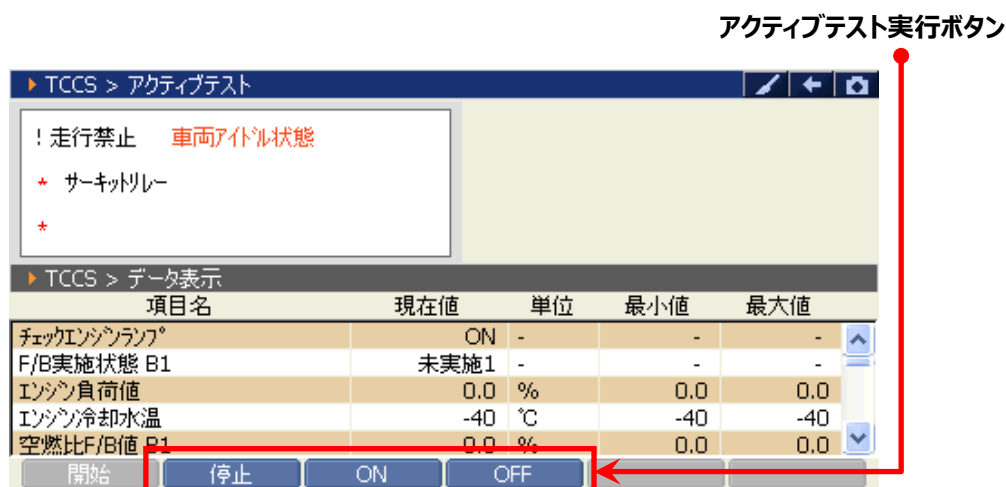 アクティブテスト実行ボタン
TCCS > アクティブテスト
! 走行禁止 車両ｱｲﾄﾞﾙ状態
* ｻｰｷｯﾄﾘﾚｰ
*
TCCS > データ表示
項目名 現在値 単位 最小値 最大値
ﾁｪｯｸｴﾝｼﾞﾝﾗﾝﾌﾟ ON - - -
F/B実施状態 B1 未実施1 - - -
ｴﾝｼﾞﾝ負荷値 0.0 % 0.0 0.0
ｴﾝｼﾞﾝ冷却水温 -40 ℃ -40 -40
空燃比F/B値 B1 0.0 % 0.0 0.0
開始 停止 ON OFF